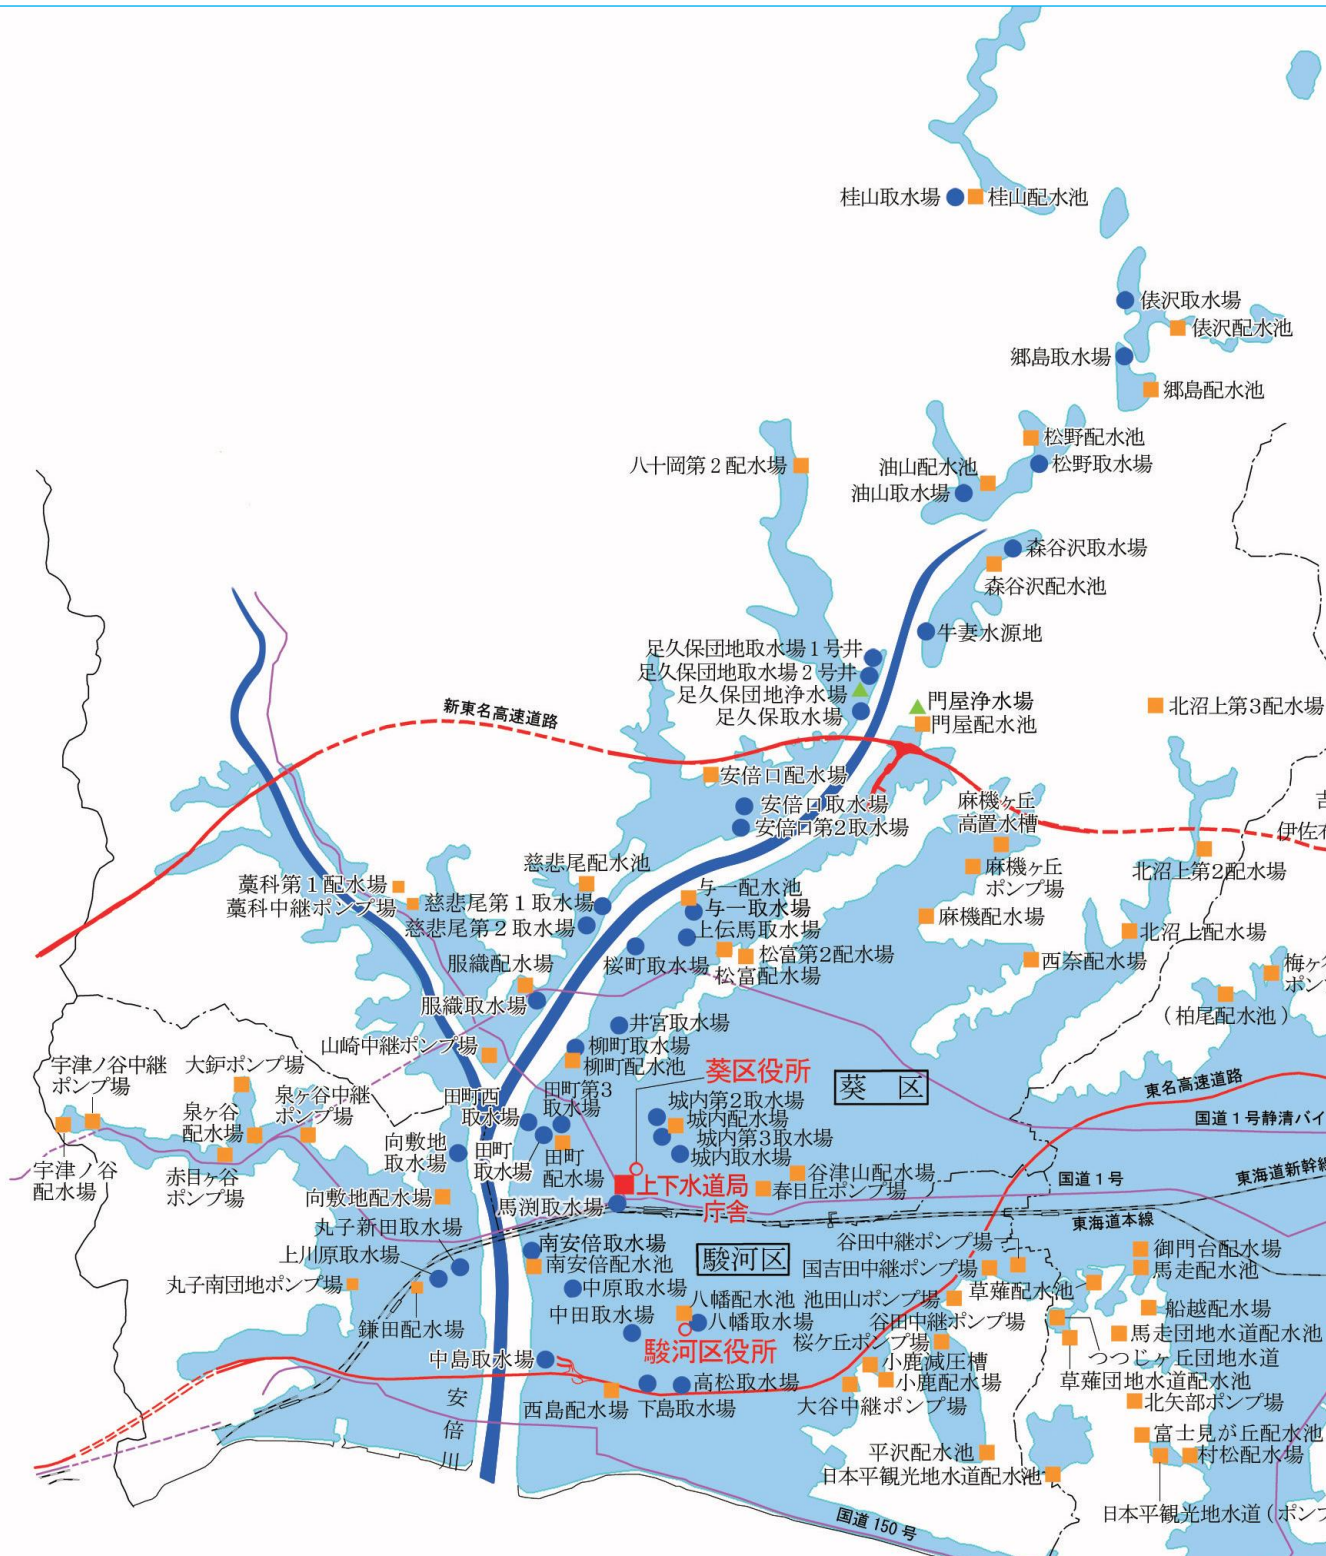 桂山取水場
桂山配水池
俵沢取水場
俵沢配水池
郷島取水場
郷島配水池
松野配水池
八十岡第2配水場
油山配水池
松野取水場
油山取水場
森谷沢取水場
森谷沢配水池
牛妻水源地
足久保団地取水場1号井
足久保団地取水場2号井
足久保団地浄水場
足久保取水場
門屋浄水場
門屋配水池
北沼上第3配水場
新東名高速道路
安倍口配水場
安倍口取水場
安倍口第2取水場
麻機ヶ丘
高置水槽
伊佐布
北沼上第2配水場
慈悲尾配水池
麻機ヶ丘
ポンプ場
藁科第1配水場
藁科中継ポンプ場
慈悲尾第1取水場
慈悲尾第2取水場
与一配水池
与一取水場
上伝馬取水場
麻機配水場
北沼上配水場
松富第2配水場
松富配水場
桜町取水場
西奈配水場
服織配水場
服織取水場
梅ヶ谷
ポン
(柏尾配水池)
井宮取水場
柳町取水場
柳町配水池
山崎中継ポンプ場
宇津ノ谷中継
ポンプ場
大鈩ポンプ場
泉ヶ谷中継
ポンプ場
泉ヶ谷
配水場
葵区役所
葵 区
東名高速道路
国道1号静清バイ
田町西
取水場
田町第3
取水場
城内第2取水場
城内配水場
城内第3取水場
城内取水場
向敷地
取水場
田町
取水場
田町
配水場
宇津ノ谷
配水場
赤目ヶ谷
ポンプ場
谷津山配水場
春日丘ポンプ場
上下水道局
庁舎
国道1号
東海道新幹線
東海道本線
向敷地配水場
馬渕取水場
丸子新田取水場
上川原取水場
丸子南団地ポンプ場
鎌田配水場
南安倍取水場
南安倍配水池
駿河区
中原取水場
谷田中継ポンプ場
国吉田中継ポンプ場
御門台配水場
馬走配水池
草薙配水池
八幡配水池
池田山ポンプ場
船越配水場
中田取水場
八幡取水場
谷田中継ポンプ場
馬走団地水道配水池
桜ケ丘ポンプ場
駿河区役所
つつじヶ丘団地水道
中島取水場
小鹿減圧槽
小鹿配水場
草薙団地水道配水池
高松取水場
大谷中継ポンプ場
北矢部ポンプ場
西島配水場
下島取水場
安倍川
富士見が丘配水池
平沢配水池
村松配水場
日本平観光地水道配水池
国道150号
日本平観光地水道(ポンプ